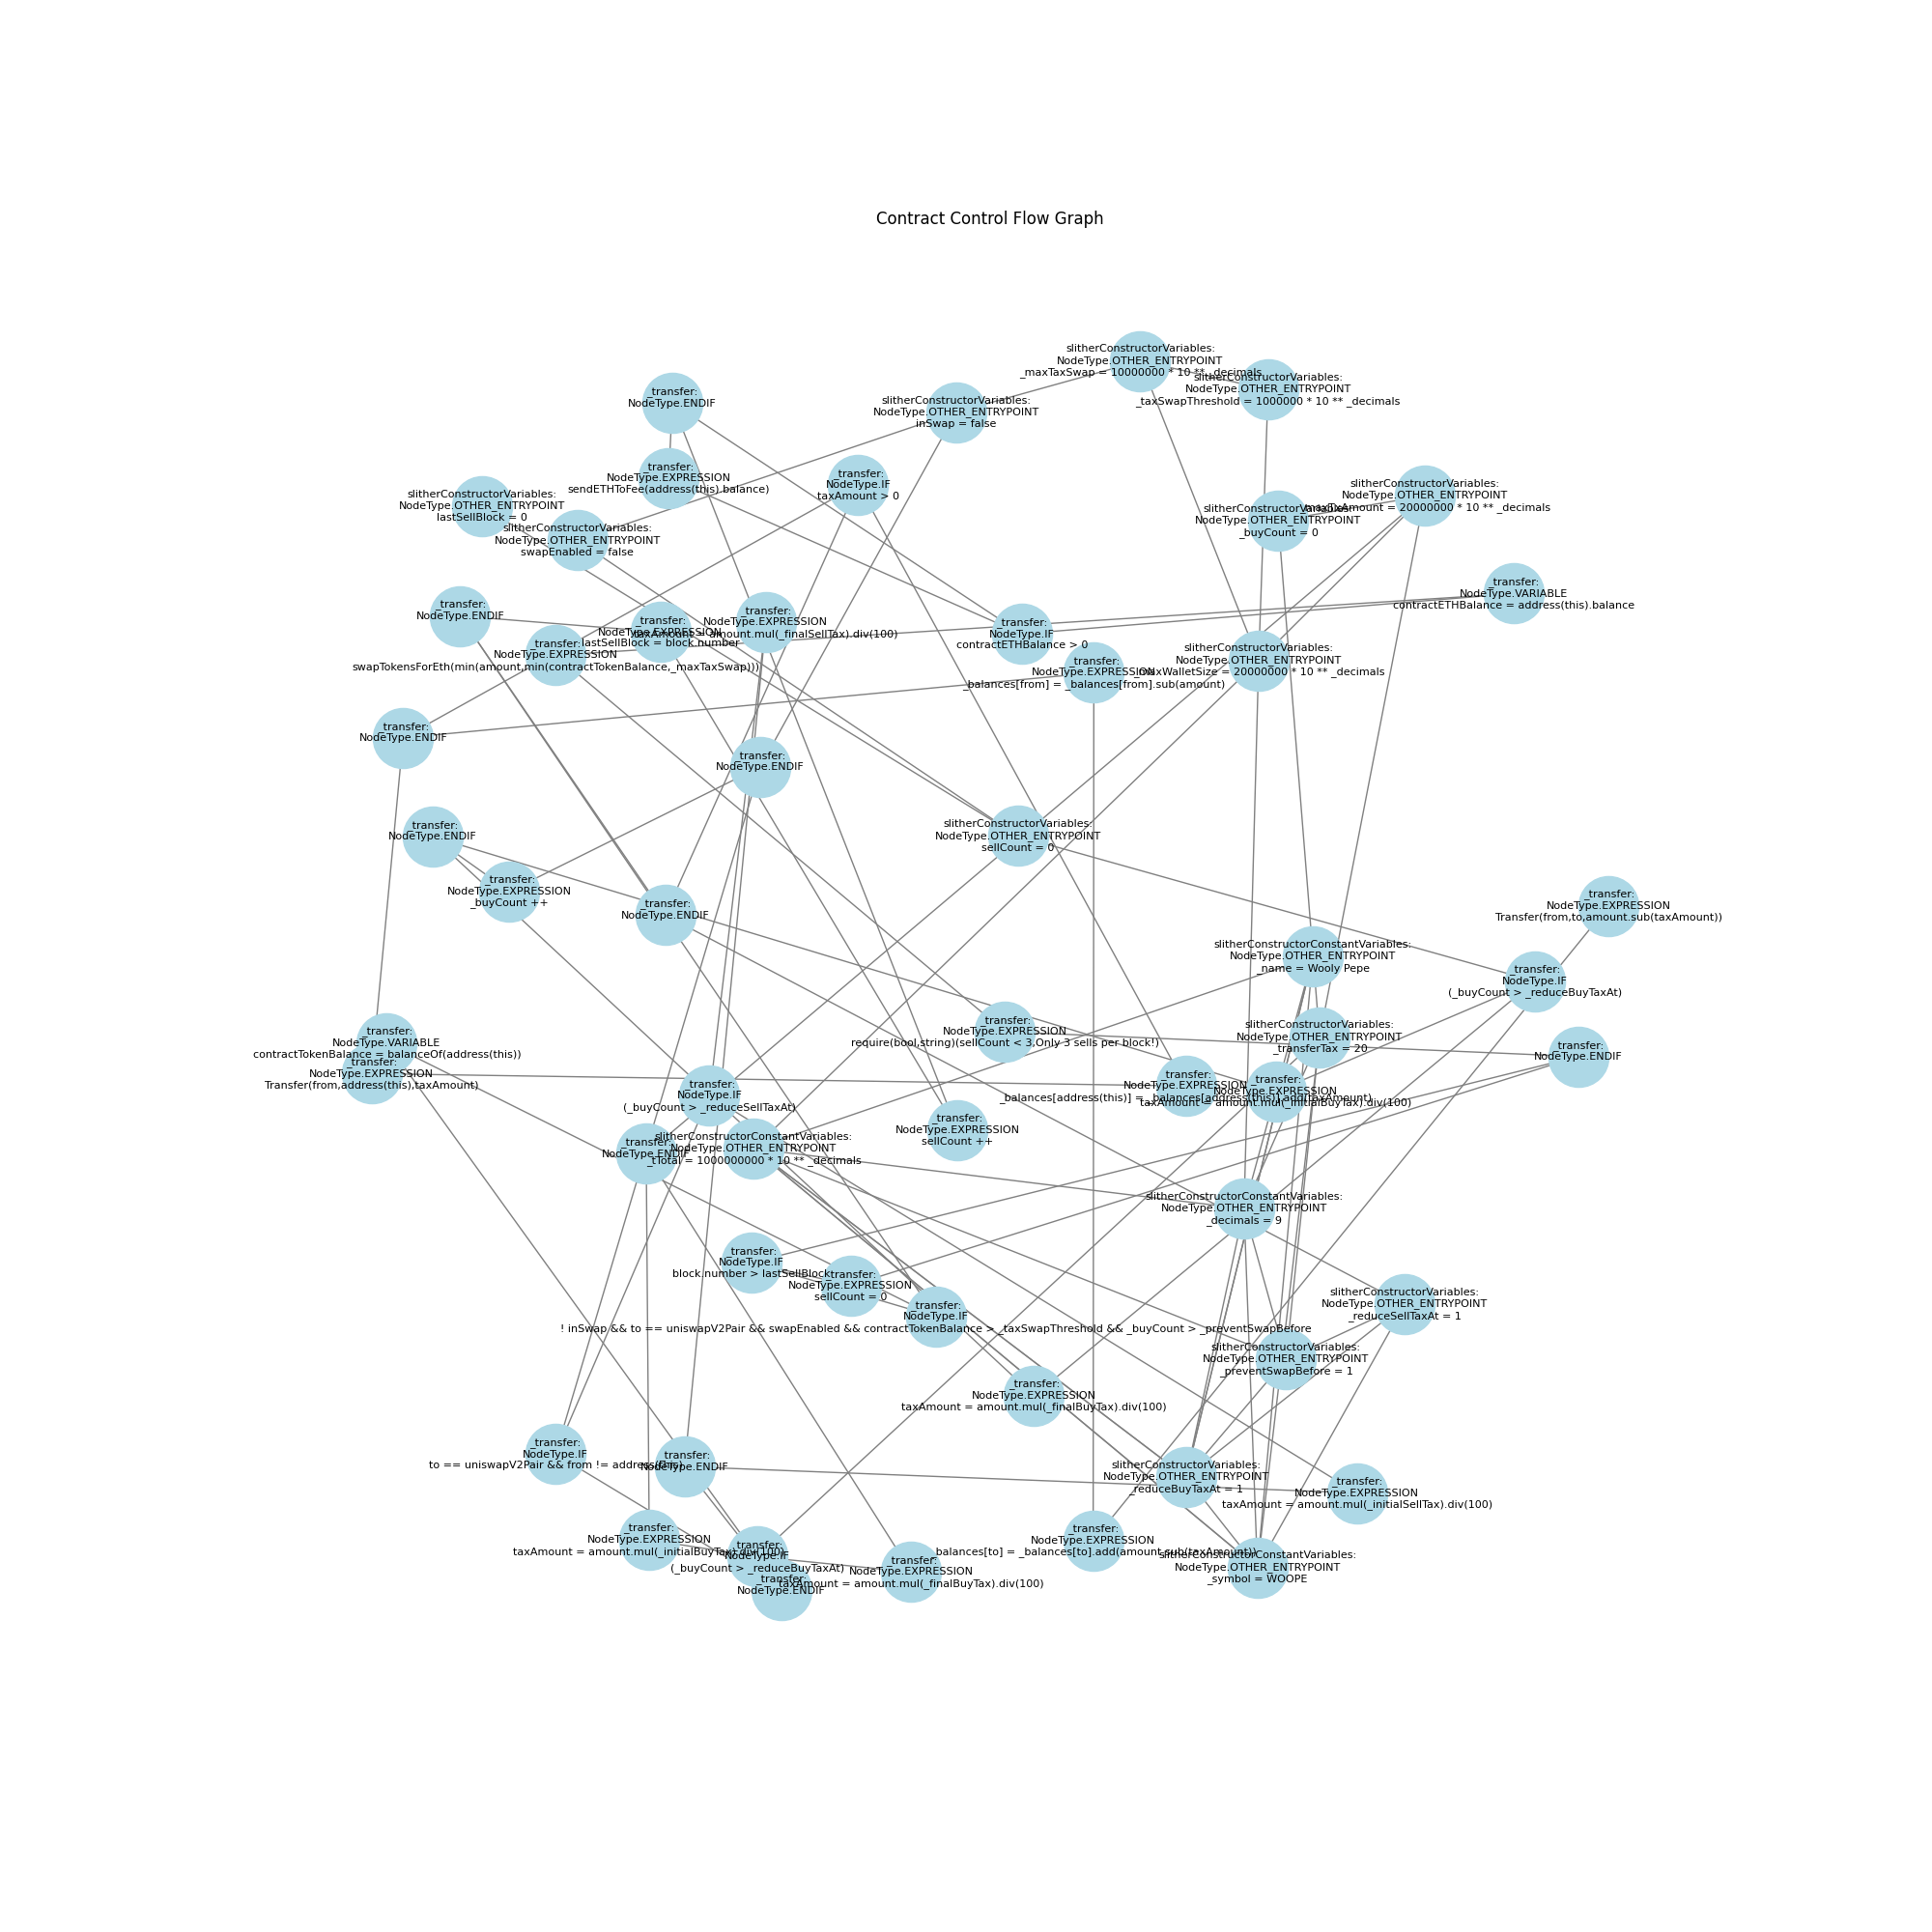 Contract Control Flow Graph
slitherConstructorVariables:
NodeType.OTHER_ENTRYPOINT
_maxTaxSwap = 10000000 * 10 ** _decimals
slitherConstructorVariables:
NodeType.OTHER_ENTRYPOINT
_taxSwapThreshold = 1000000 * 10 ** _decimals
_transfer:
NodeType.ENDIF
slitherConstructorVariables:
NodeType.OTHER_ENTRYPOINT
inSwap = false
_transfer:
NodeType.EXPRESSION
sendETHToFee(address(this).balance)
_transfer:
NodeType.IF
taxAmount > 0
slitherConstructorVariables:
NodeType.OTHER_ENTRYPOINT
_maxTxAmount = 20000000 * 10 ** _decimals
slitherConstructorVariables:
NodeType.OTHER_ENTRYPOINT
lastSellBlock = 0
slitherConstructorVariables:
NodeType.OTHER_ENTRYPOINT
_buyCount = 0
slitherConstructorVariables:
NodeType.OTHER_ENTRYPOINT
swapEnabled = false
_transfer:
NodeType.VARIABLE
contractETHBalance = address(this).balance
_transfer:
NodeType.ENDIF
_transfer:
NodeType.EXPRESSION
taxAmount = amount.mul(_finalSellTax).div(100)
_transfer:
NodeType.EXPRESSION
lastSellBlock = block.number
_transfer:
NodeType.IF
contractETHBalance > 0
_transfer:
NodeType.EXPRESSION
swapTokensForEth(min(amount,min(contractTokenBalance,_maxTaxSwap)))
slitherConstructorVariables:
NodeType.OTHER_ENTRYPOINT
_maxWalletSize = 20000000 * 10 ** _decimals
_transfer:
NodeType.EXPRESSION
_balances[from] = _balances[from].sub(amount)
_transfer:
NodeType.ENDIF
_transfer:
NodeType.ENDIF
_transfer:
NodeType.ENDIF
slitherConstructorVariables:
NodeType.OTHER_ENTRYPOINT
sellCount = 0
_transfer:
NodeType.EXPRESSION
_buyCount ++
_transfer:
NodeType.ENDIF
_transfer:
NodeType.EXPRESSION
Transfer(from,to,amount.sub(taxAmount))
slitherConstructorConstantVariables:
NodeType.OTHER_ENTRYPOINT
_name = Wooly Pepe
_transfer:
NodeType.IF
(_buyCount > _reduceBuyTaxAt)
_transfer:
NodeType.EXPRESSION
require(bool,string)(sellCount < 3,Only 3 sells per block!)
slitherConstructorVariables:
NodeType.OTHER_ENTRYPOINT
_transferTax = 20
_transfer:
NodeType.VARIABLE
contractTokenBalance = balanceOf(address(this))
_transfer:
NodeType.ENDIF
_transfer:
NodeType.EXPRESSION
Transfer(from,address(this),taxAmount)
_transfer:
NodeType.EXPRESSION
_balances[address(this)] = _balances[address(this)].add(taxAmount)
_transfer:
NodeType.EXPRESSION
taxAmount = amount.mul(_initialBuyTax).div(100)
_transfer:
NodeType.IF
(_buyCount > _reduceSellTaxAt)
_transfer:
NodeType.EXPRESSION
sellCount ++
_transfer:
NodeType.ENDIF
slitherConstructorConstantVariables:
NodeType.OTHER_ENTRYPOINT
_tTotal = 1000000000 * 10 ** _decimals
slitherConstructorConstantVariables:
NodeType.OTHER_ENTRYPOINT
_decimals = 9
_transfer:
NodeType.IF
block.number > lastSellBlock
_transfer:
NodeType.EXPRESSION
sellCount = 0
slitherConstructorVariables:
NodeType.OTHER_ENTRYPOINT
_reduceSellTaxAt = 1
_transfer:
NodeType.IF
! inSwap && to == uniswapV2Pair && swapEnabled && contractTokenBalance > _taxSwapThreshold && _buyCount > _preventSwapBefore
slitherConstructorVariables:
NodeType.OTHER_ENTRYPOINT
_preventSwapBefore = 1
_transfer:
NodeType.EXPRESSION
taxAmount = amount.mul(_finalBuyTax).div(100)
_transfer:
NodeType.IF
to == uniswapV2Pair && from != address(this)
_transfer:
NodeType.ENDIF
slitherConstructorVariables:
NodeType.OTHER_ENTRYPOINT
_reduceBuyTaxAt = 1
_transfer:
NodeType.EXPRESSION
taxAmount = amount.mul(_initialSellTax).div(100)
_transfer:
NodeType.EXPRESSION
taxAmount = amount.mul(_initialBuyTax).div(100)
_transfer:
NodeType.EXPRESSION
_balances[to] = _balances[to].add(amount.sub(taxAmount))
_transfer:
NodeType.IF
(_buyCount > _reduceBuyTaxAt)
slitherConstructorConstantVariables:
NodeType.OTHER_ENTRYPOINT
_symbol = WOOPE
_transfer:
NodeType.EXPRESSION
taxAmount = amount.mul(_finalBuyTax).div(100)
_transfer:
NodeType.ENDIF